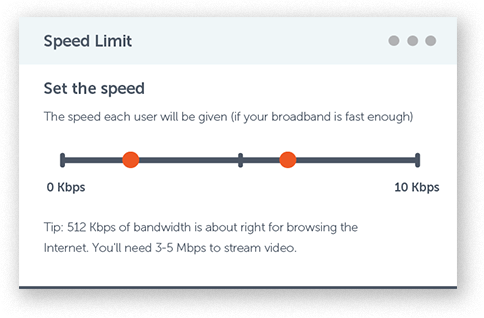 Speed Limit
Set the speed
The speed each user will be given (if your broadband is fast enough)
0 Kbps
10 Kbps
Tip: 512 Kbps of bandwidth is about right for browsing the
Internet. You'll need 3-5 Mbps to stream video.